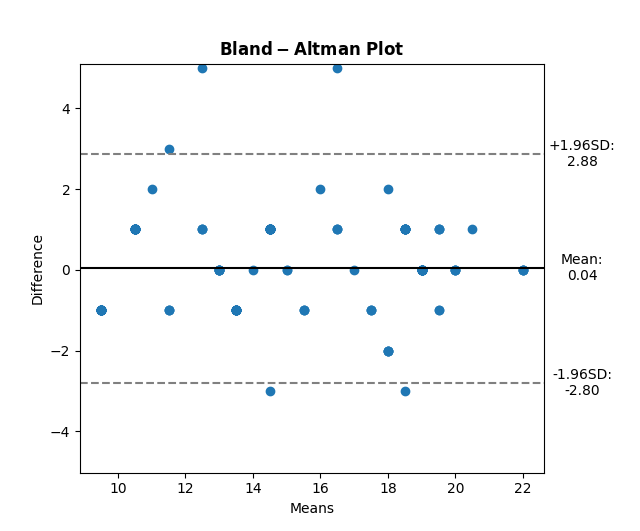 Bland − Altman Plot
4
2
0
−2
−4
Difference
10 12 14 16 18 20 22
Means
+1.96SD:
2.88
Mean:
0.04
-1.96SD:
-2.80